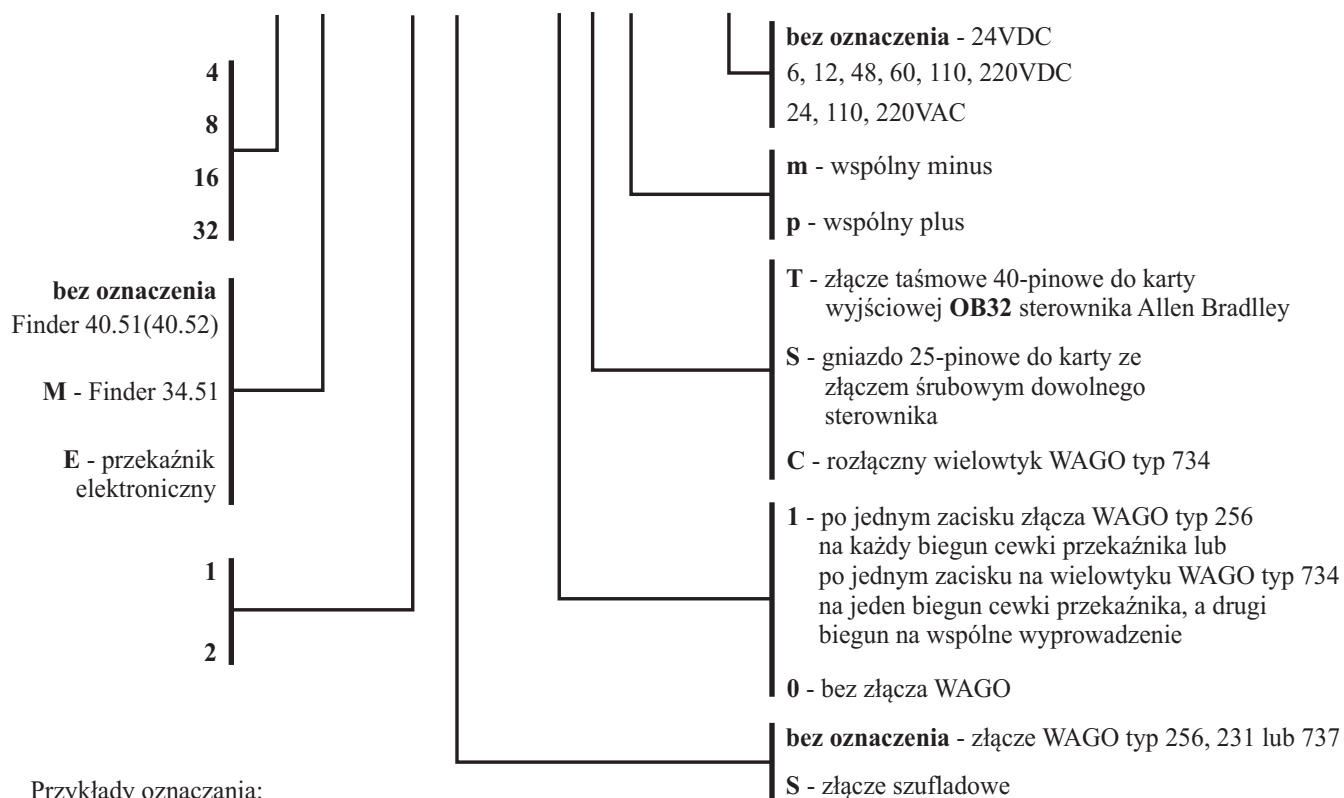 4
8
16
32
bez oznaczenia
Finder 40.51(40.52)
M - Finder 34.51
E - przekaźnik
elektroniczny
1
2
Przykłady oznaczania:
bez oznaczenia - 24VDC
6, 12, 48, 60, 110, 220VDC
24, 110, 220VAC
m - wspólny minus
p - wspólny plus
T - złącze taśmowe 40-pinowe do karty
wyjściowej OB32 sterownika Allen Bradlley
S - gniazdo 25-pinowe do karty ze
złączem śrubowym dowolnego
sterownika
C - rozłączny wielowtyk WAGO typ 734
1 - po jednym zacisku złącza WAGO typ 256
na każdy biegun cewki przekaźnika lub
po jednym zacisku na wielowtyku WAGO typ 734
na jeden biegun cewki przekaźnika, a drugi
biegun na wspólne wyprowadzenie
0 - bez złącza WAGO
bez oznaczenia - złącze WAGO typ 256, 231 lub 737
S - złącze szufladowe